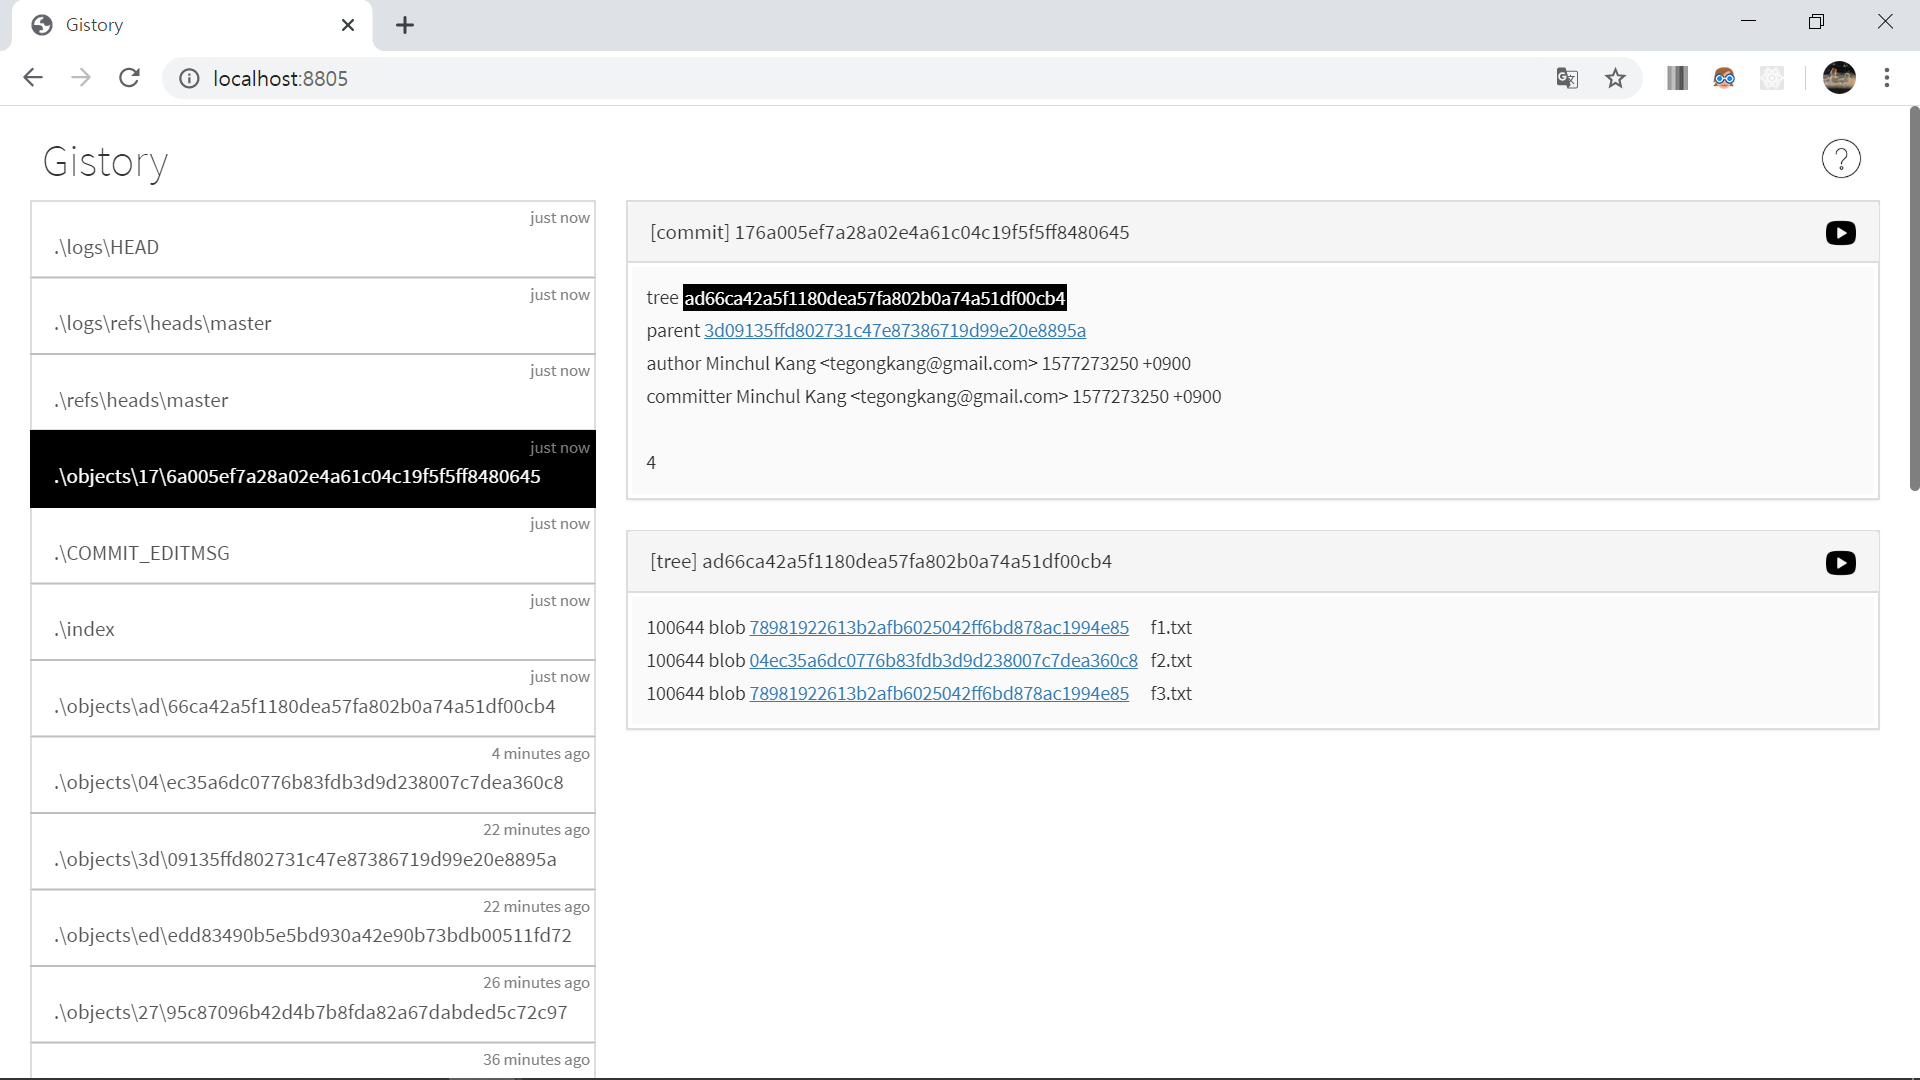 Gistory
localhost:8805
Gistory
?
just now
.\logs\HEAD
just now
.\logs\refs\heads\master
just now
.\refs\heads\master
just now
.\objects\17\6a005ef7a28a02e4a61c04c19f5f5ff8480645
just now
.\COMMIT_EDITMSG
just now
.\index
just now
.\objects\ad\66ca42a5f1180dea57fa802b0a74a51df00cb4
4 minutes ago
.\objects\04\ec35a6dc0776b83fdb3d9d238007c7dea360c8
22 minutes ago
.\objects\3d\09135ffd802731c47e87386719d99e20e8895a
22 minutes ago
.\objects\ed\edd83490b5e5bd930a42e90b73bdb00511fd72
26 minutes ago
.\objects\27\95c87096b42d4b7b8fda82a67dabded5c72c97
36 minutes ago
[commit] 176a005ef7a28a02e4a61c04c19f5f5ff8480645
tree ad66ca42a5f1180dea57fa802b0a74a51df00cb4
parent 3d09135ffd802731c47e87386719d99e20e8895a
author Minchul Kang <tegongkang@gmail.com> 1577273250 +0900
committer Minchul Kang <tegongkang@gmail.com> 1577273250 +0900
4
[tree] ad66ca42a5f1180dea57fa802b0a74a51df00cb4
100644 blob 78981922613b2afb6025042ff6bd878ac1994e85 f1.txt
100644 blob 04ec35a6dc0776b83fdb3d9d238007c7dea360c8 f2.txt
100644 blob 78981922613b2afb6025042ff6bd878ac1994e85 f3.txt